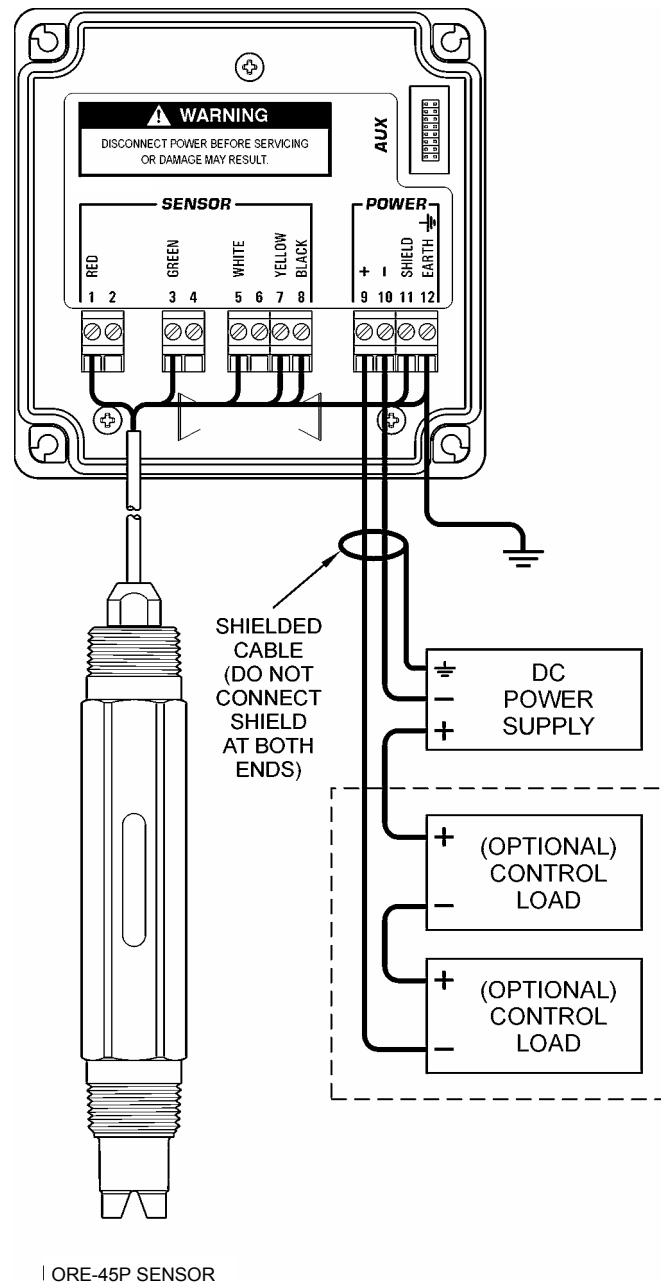 WARNING
DISCONNECT POWER BEFORE SERVICING
OR DAMAGE MAY RESULT.
AUX
SENSOR
POWER
RED
GREEN
WHITE
YELLOW
BLACK
+
−
SHIELD
EARTH
1 2 3 4 5 6 7 8 9 10 11 12
SHIELDED
CABLE
(DO NOT
CONNECT
SHIELD
AT BOTH
ENDS)
DC
POWER
SUPPLY
−
+
+
(OPTIONAL)
CONTROL
LOAD
−
+
(OPTIONAL)
CONTROL
LOAD
−
ORE-45P SENSOR